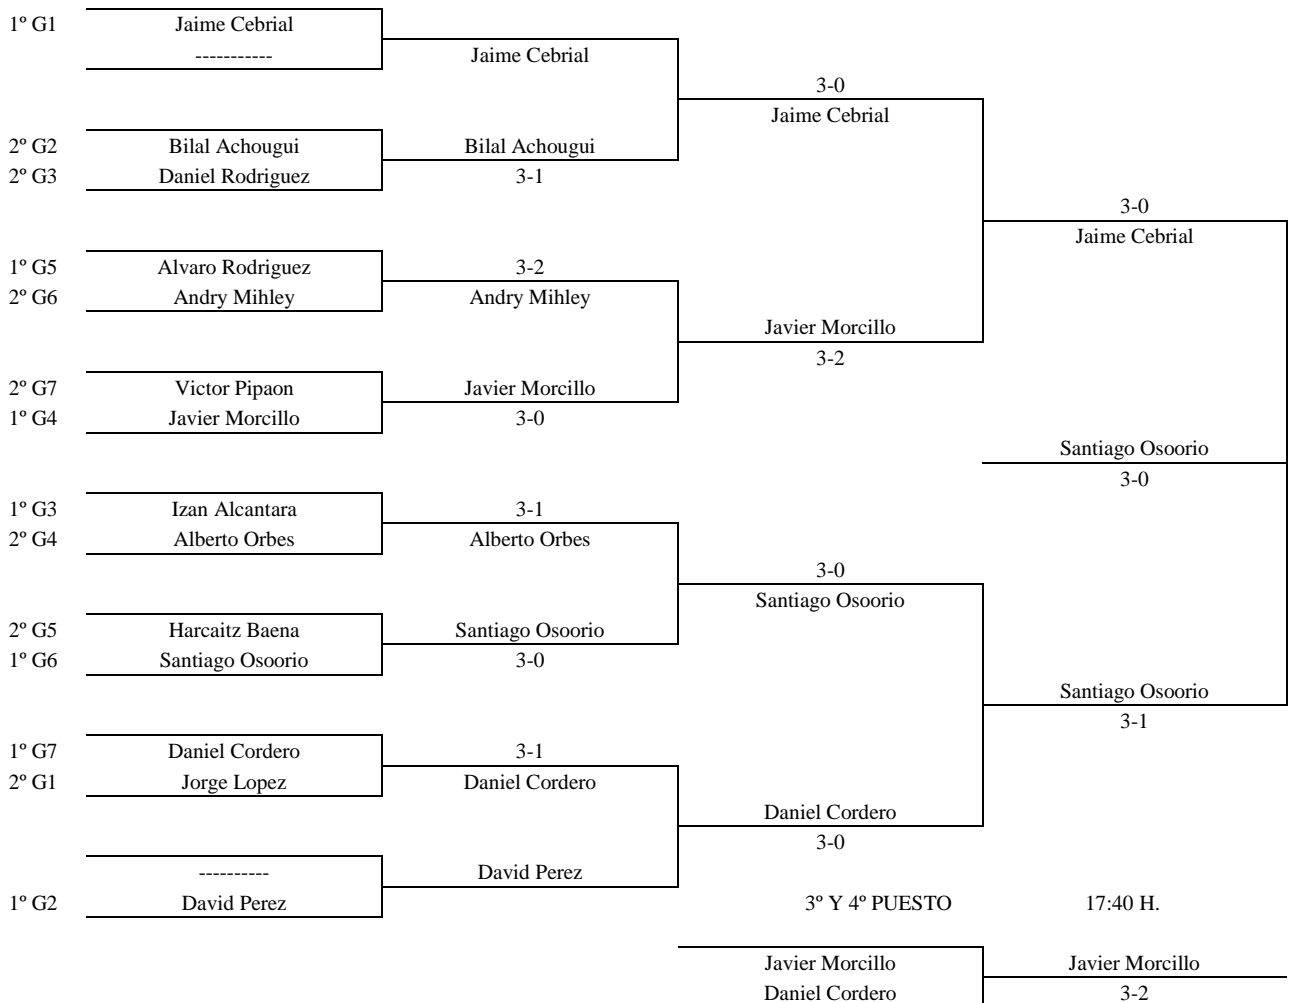 1º G1 Jaime Cebrial
----------- Jaime Cebrial
3-0
Jaime Cebrial
2º G2 Bilal Achougui Bilal Achougui
2º G3 Daniel Rodriguez 3-1
3-0
Jaime Cebrial
1º G5 Alvaro Rodriguez 3-2
2º G6 Andry Mihley Andry Mihley
Javier Morcillo
3-2
2º G7 Victor Pipaon Javier Morcillo
1º G4 Javier Morcillo 3-0
Santiago Osoorio
3-0
1º G3 Izan Alcantara 3-1
2º G4 Alberto Orbes Alberto Orbes
3-0
Santiago Osoorio
2º G5 Harcaitz Baena Santiago Osoorio
1º G6 Santiago Osoorio 3-0
Santiago Osoorio
3-1
1º G7 Daniel Cordero 3-1
2º G1 Jorge Lopez Daniel Cordero
Daniel Cordero
3-0
---------- David Perez
1º G2 David Perez 3º Y 4º PUESTO 17:40 H.
Javier Morcillo Javier Morcillo
Daniel Cordero 3-2